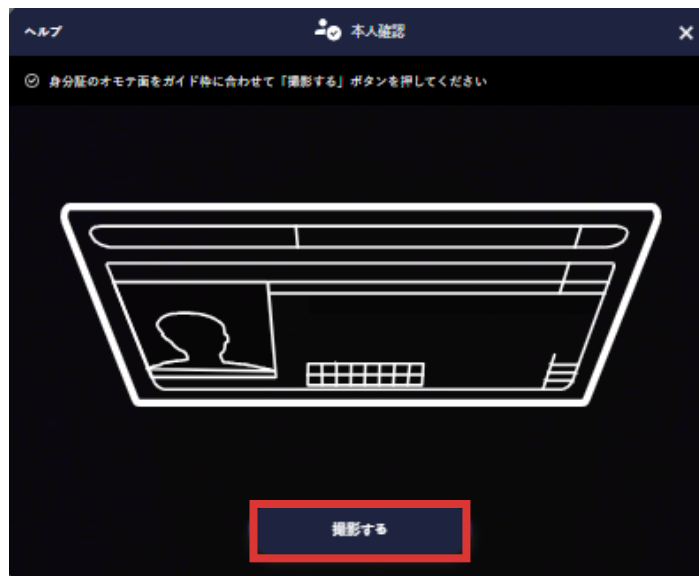 ヘルプ
本人確認
身分証のオモテ面をガイド枠に合わせて「撮影する」ボタンを押してください
撮影する